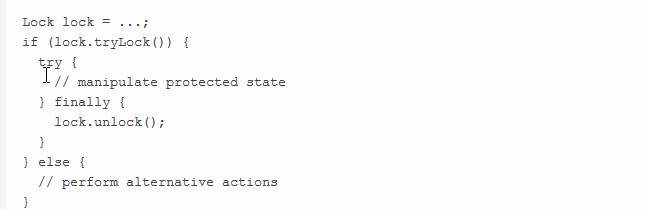 Lock lock = ...;
if (lock.tryLock()) {
  try {
    // manipulate protected state
  } finally {
    lock.unlock();
  }
} else {
  // perform alternative actions
}